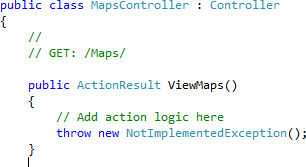 public class MapsController : Controller
{
    //
    // GET: /Maps/

    public ActionResult ViewMaps()
    {
        // Add action logic here
        throw new NotImplementedException();
    }